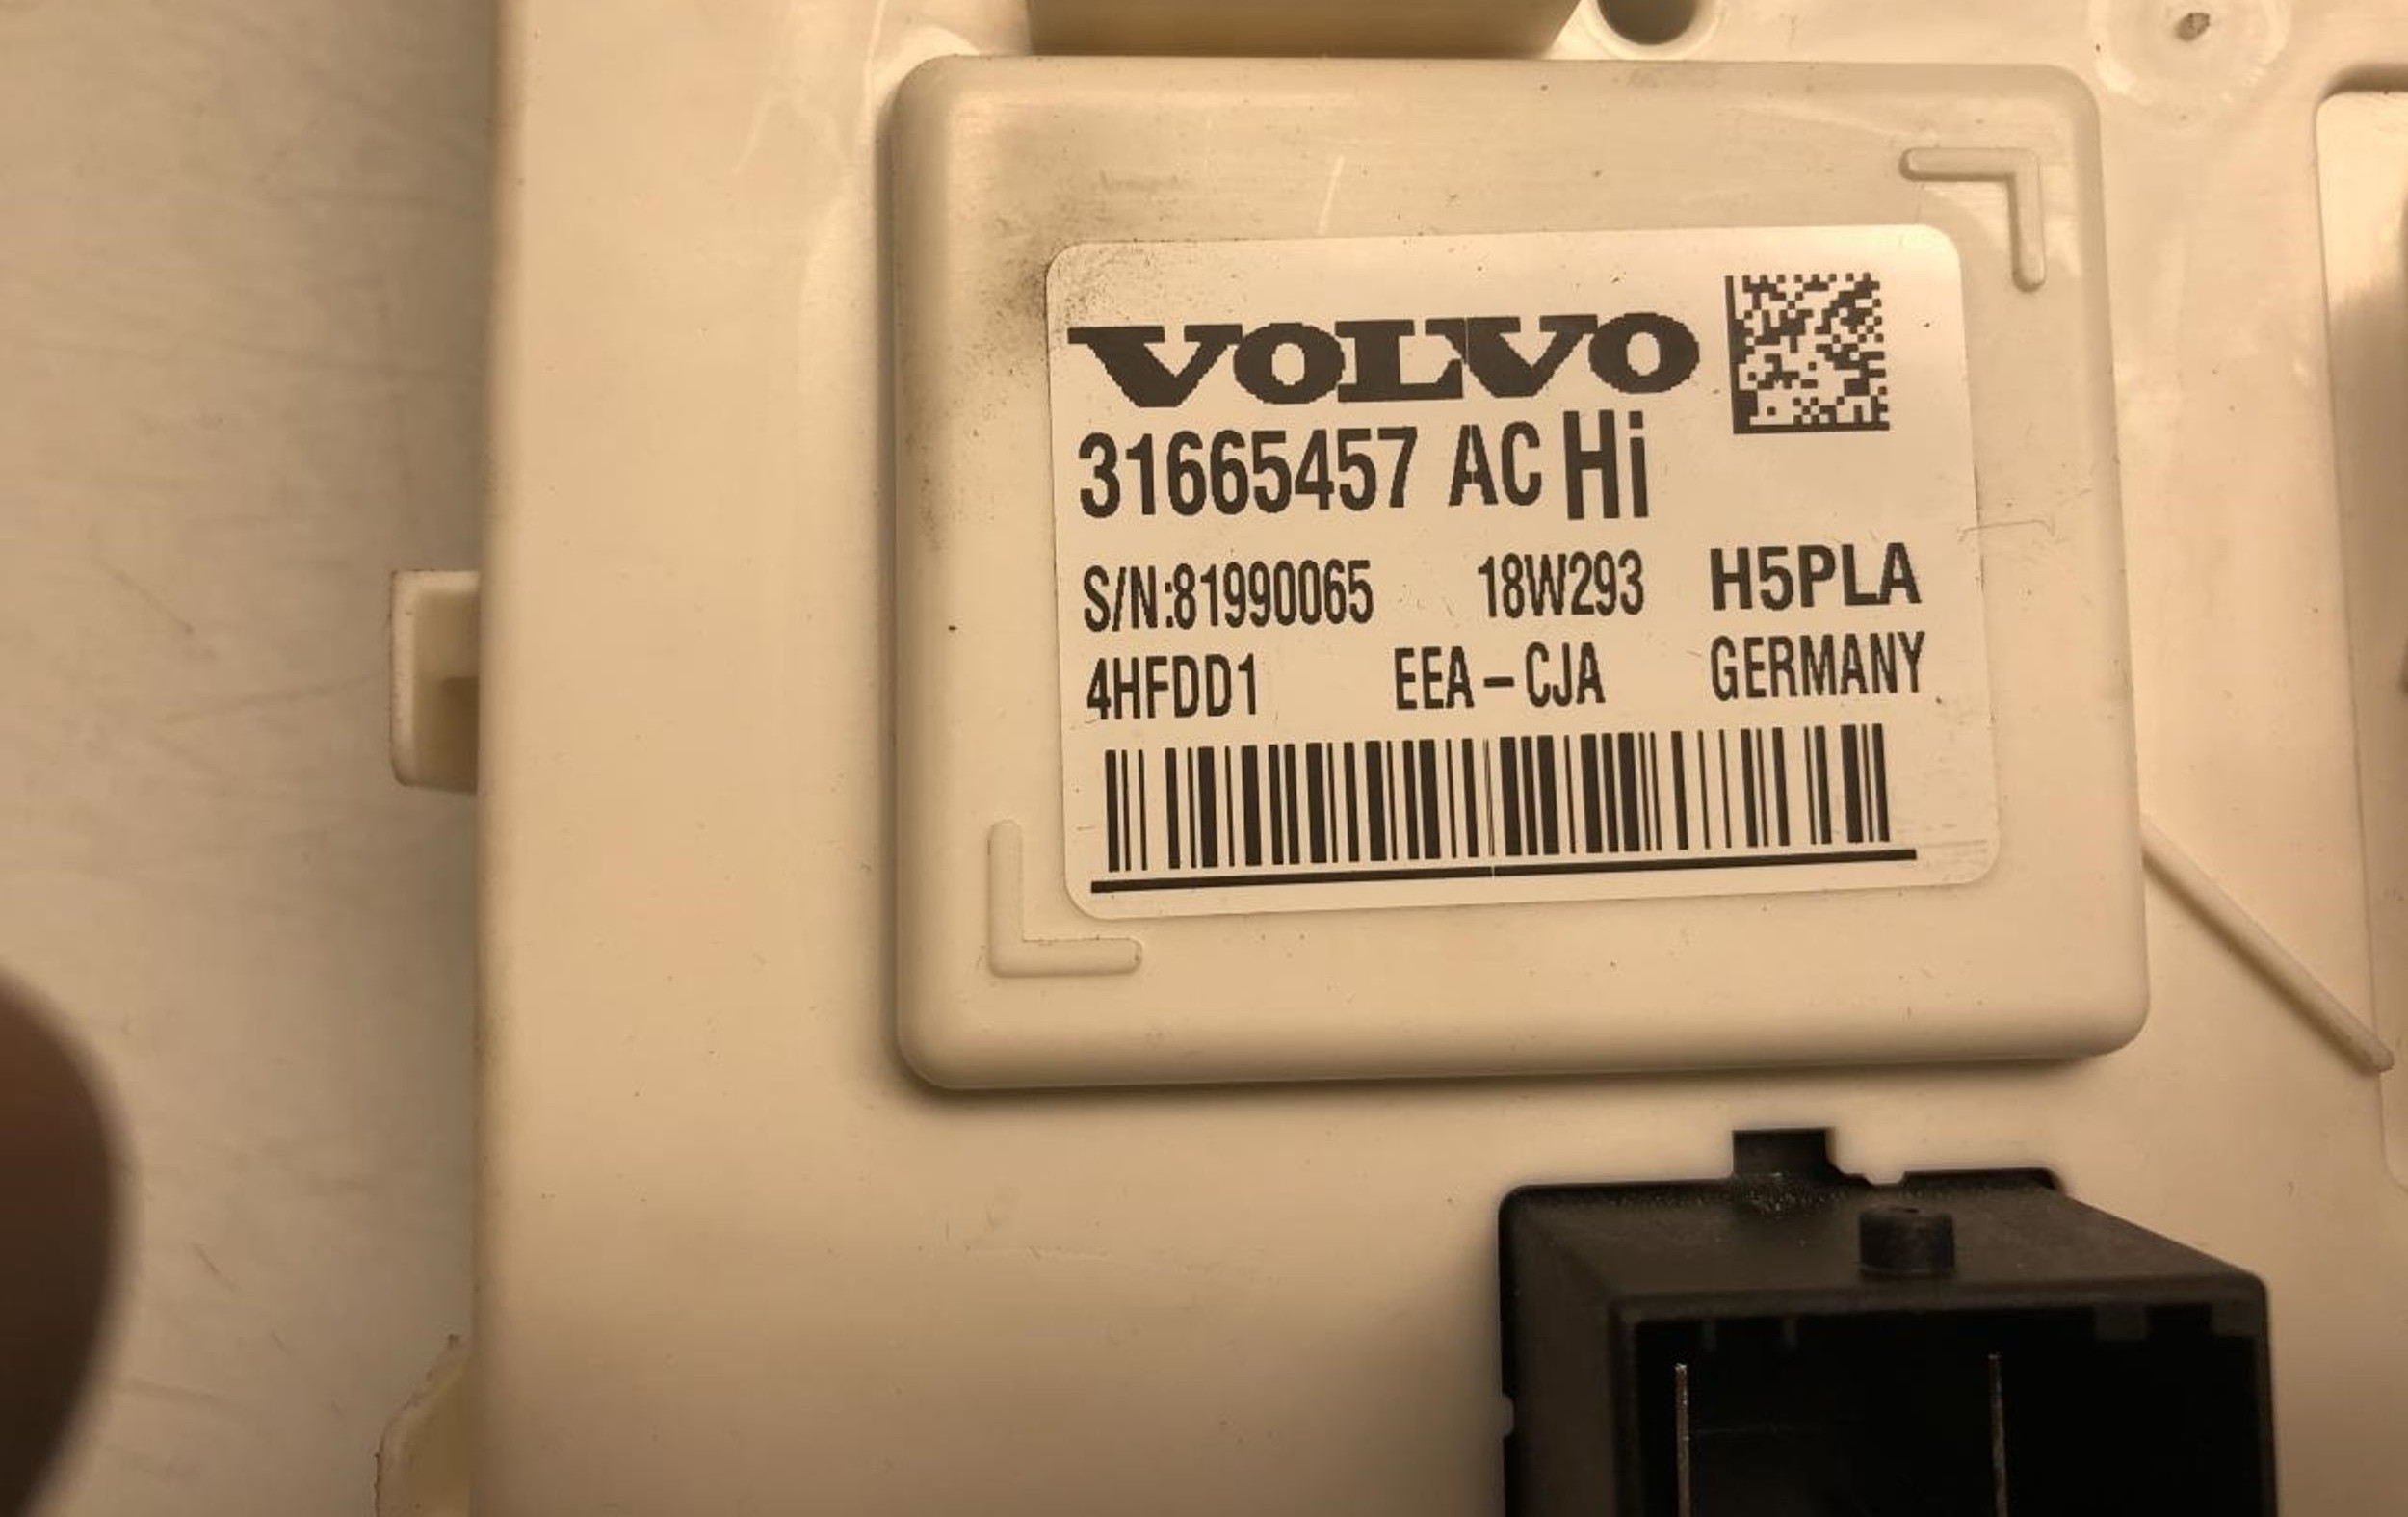 VOLVO
31665457 AC Hi
S/N:81990065 18W293 H5PLA
4HFDD1 EEA-CJA GERMANY